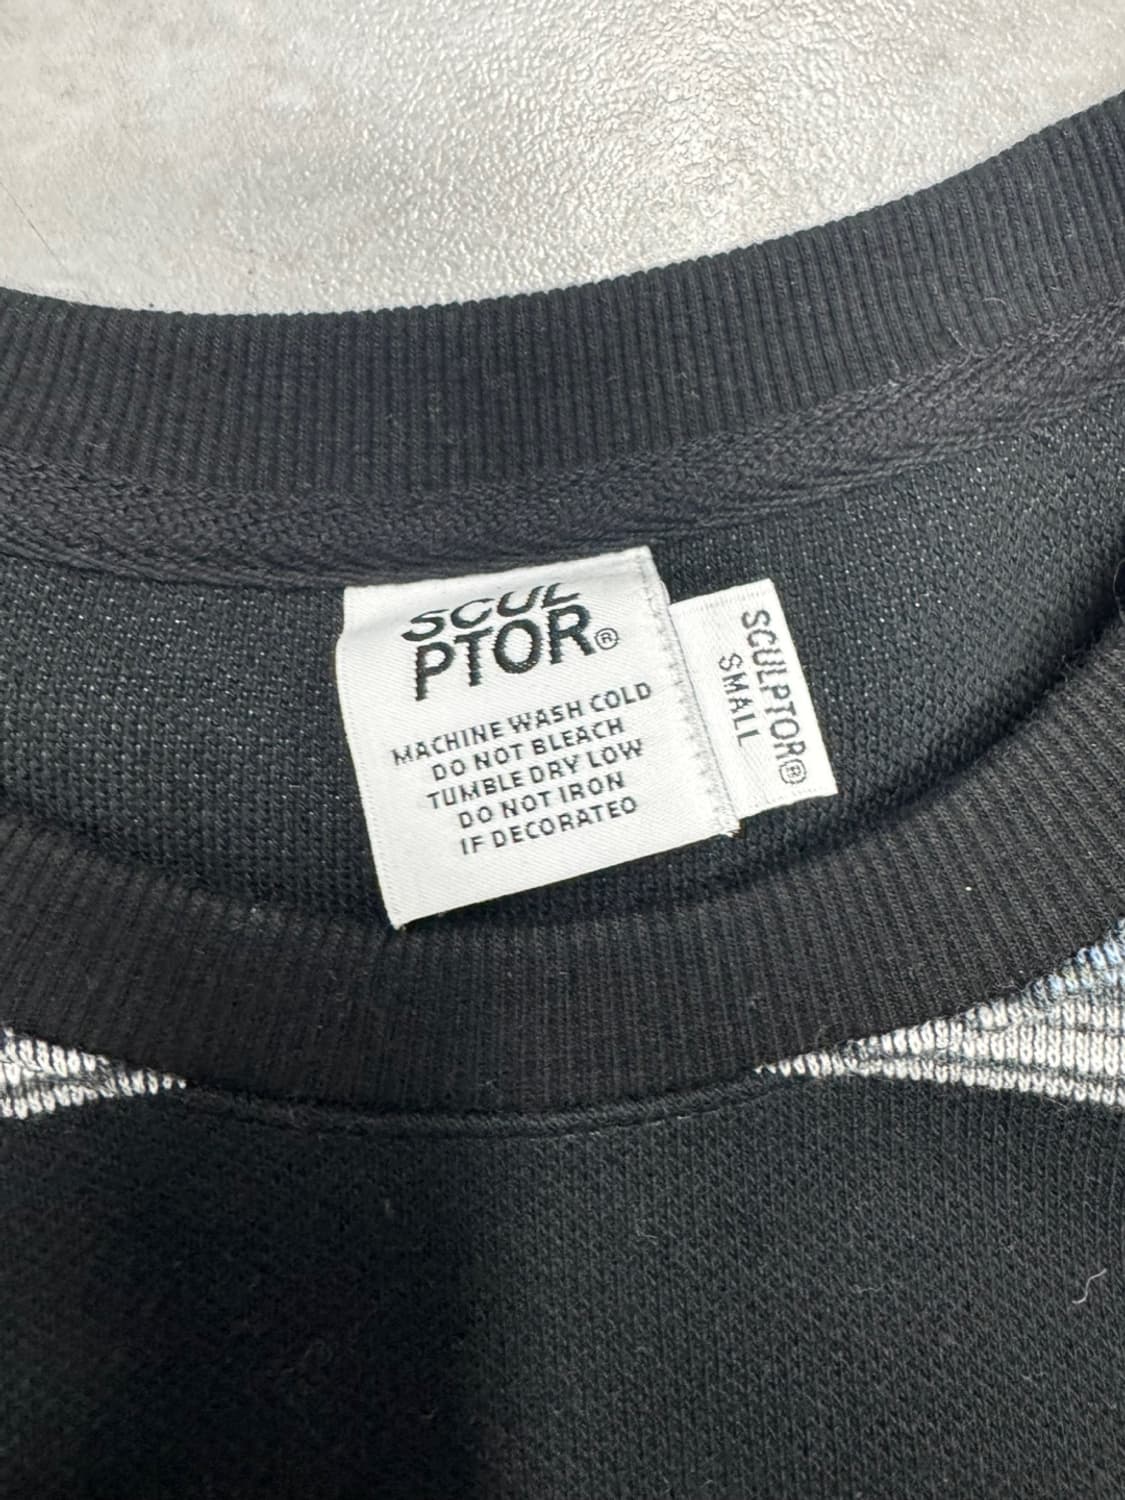 SCUL
PTOR®
MACHINE WASH COLD
DO NOT BLEACH
TUMBLE DRY LOW
DO NOT IRON
IF DECORATED
SCULPTOR®
SMALL